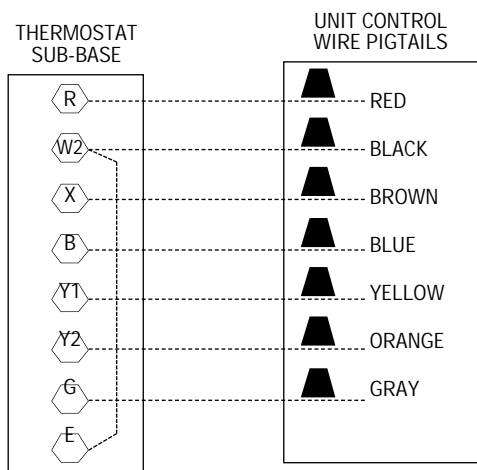 THERMOSTAT
SUB-BASE
UNIT CONTROL
WIRE PIGTAILS
R
RED
W2
BLACK
X
BROWN
B
BLUE
Y1
YELLOW
Y2
ORANGE
G
GRAY
E